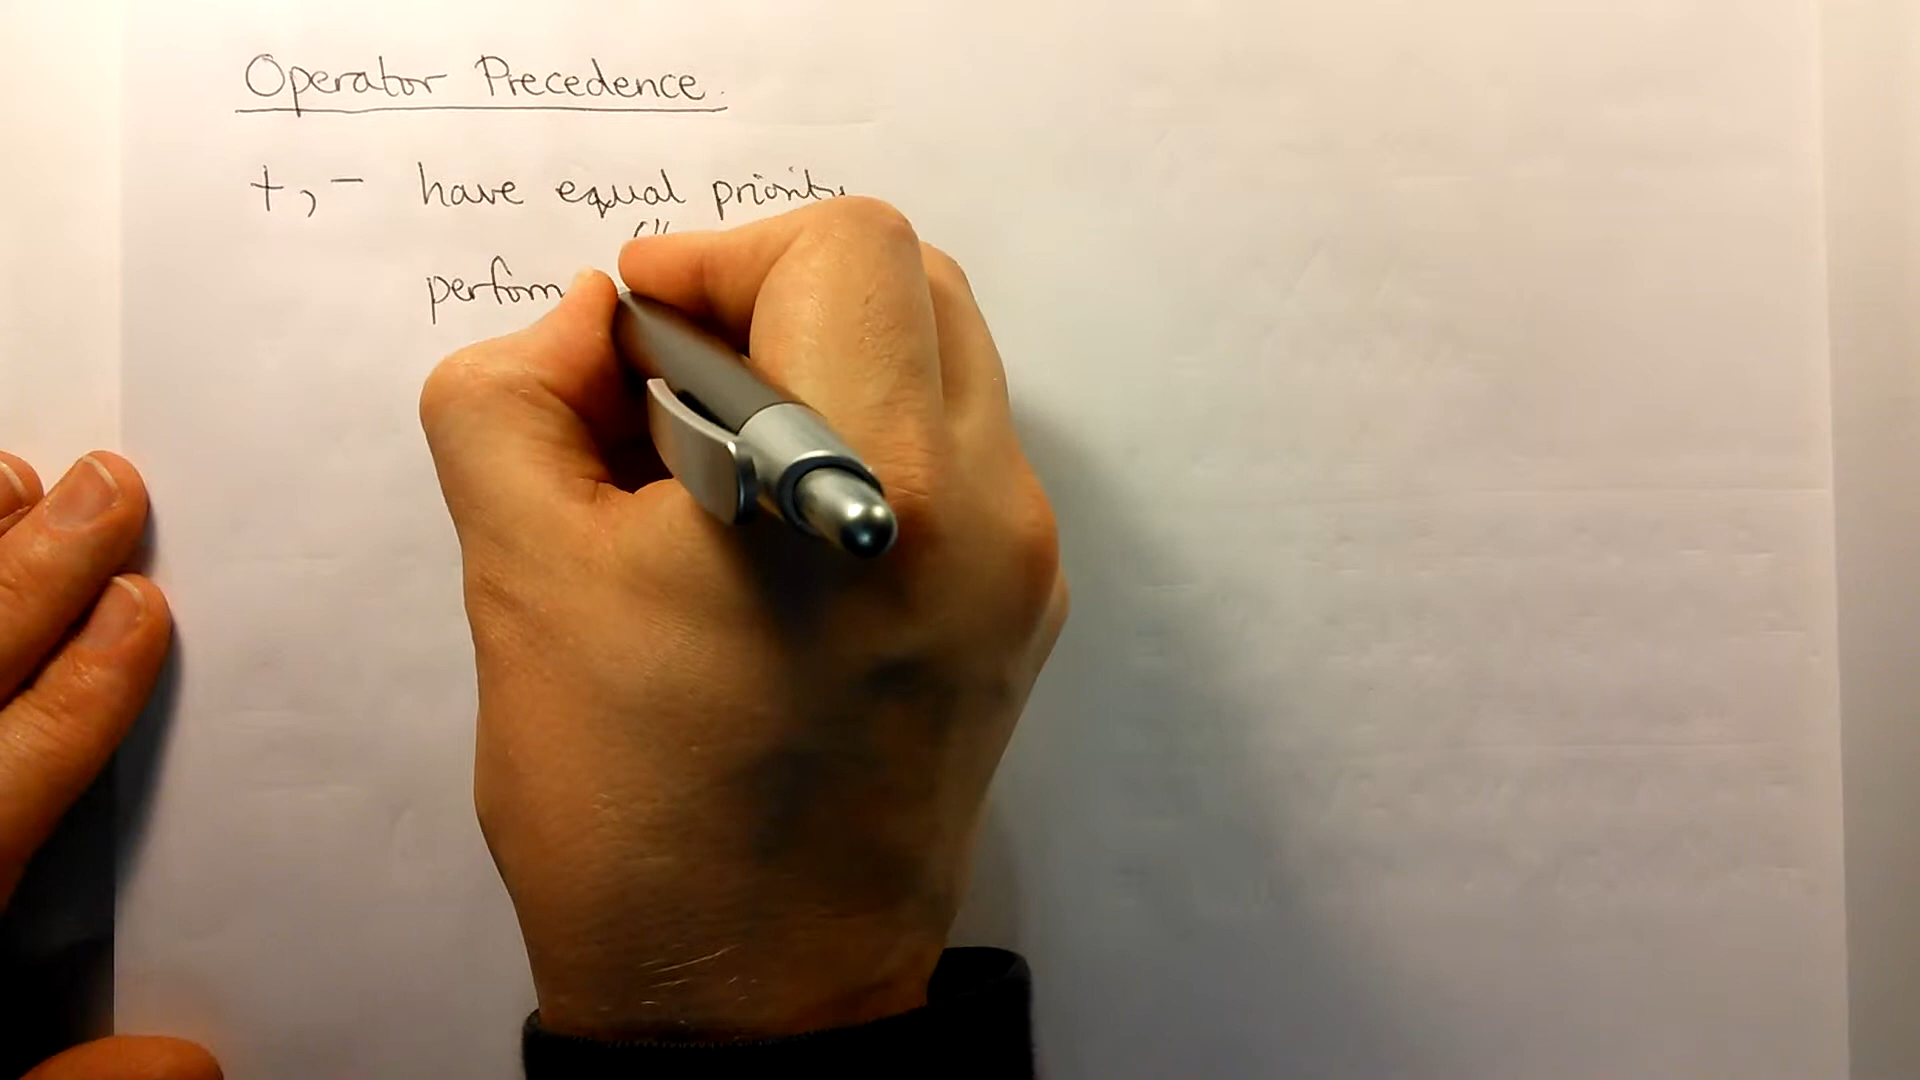 Operator Precedence.
+, - have equal priority
perform